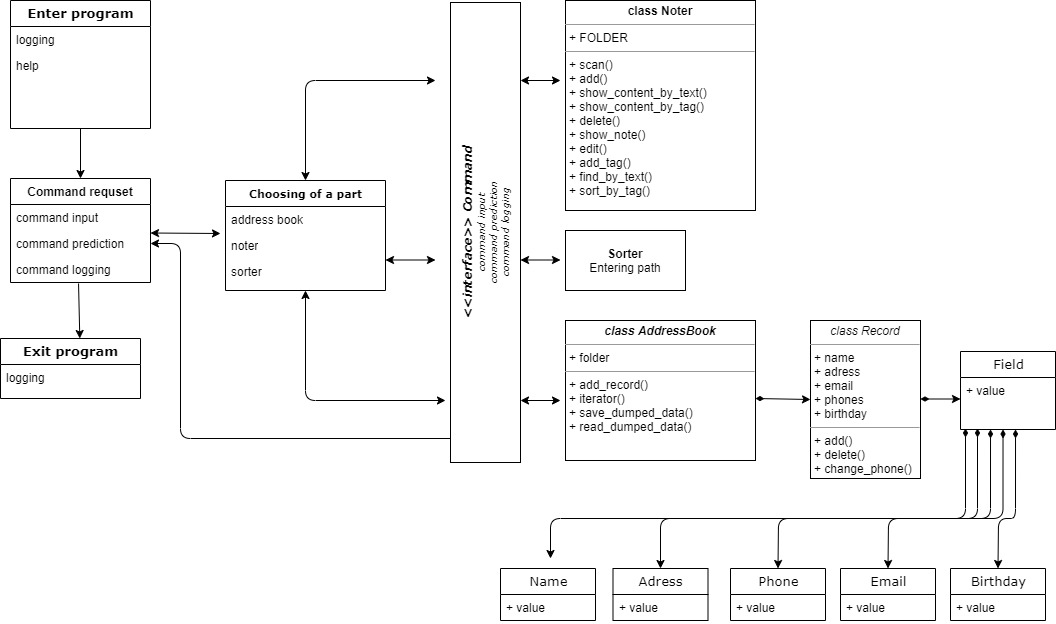 Enter program
logging
help
Command requset
command input
command prediction
command logging
Exit program
logging
Choosing of a part
address book
noter
sorter
<<interface>> Command
command input
command prediction
command logging
class Noter
+ FOLDER
+ scan()
+ add()
+ show_content_by_text()
+ show_content_by_tag()
+ delete()
+ show_note()
+ edit()
+ add_tag()
+ find_by_text()
+ sort_by_tag()
Sorter
Entering path
class AddressBook
+ folder
+ add_record()
+ iterator()
+ save_dumped_data()
+ read_dumped_data()
class Record
+ name
+ adress
+ email
+ phones
+ birthday
+ add()
+ delete()
+ change_phone()
Field
+ value
Name
+ value
Adress
+ value
Phone
+ value
Email
+ value
Birthday
+ value